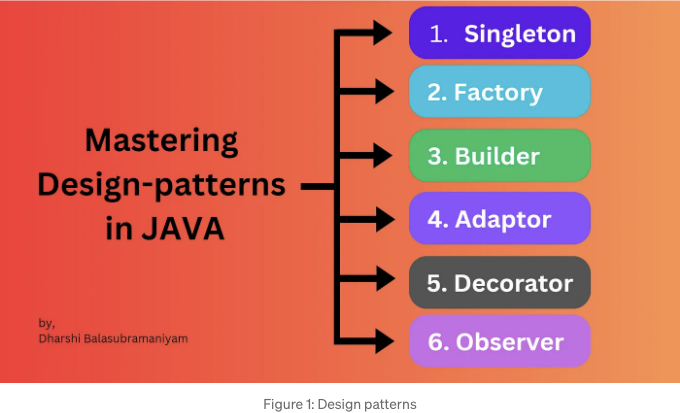 Mastering
Design-patterns
in JAVA
by,
Dharshi Balasubramaniyam
1. Singleton
2. Factory
3. Builder
4. Adaptor
5. Decorator
6. Observer
Figure 1: Design patterns